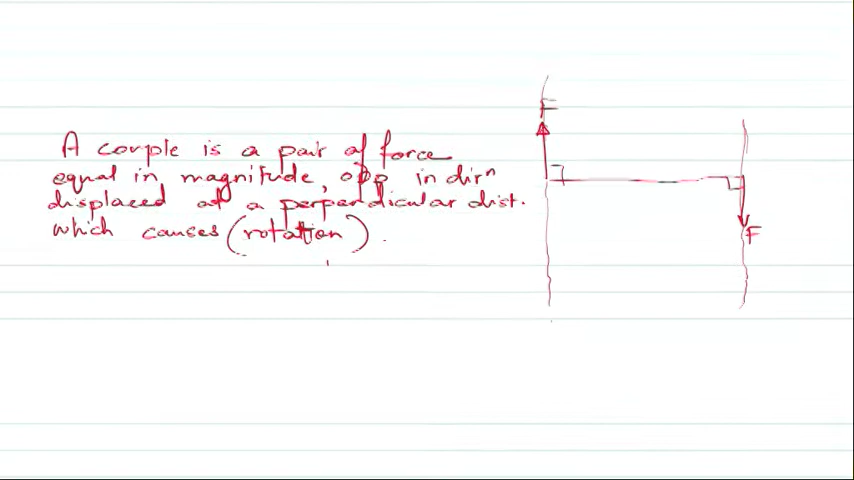 A couple is a pair of force
equal in magnitude, opp in dirⁿ
displaced at a perpendicular dist.
which causes (rotation).
F
F